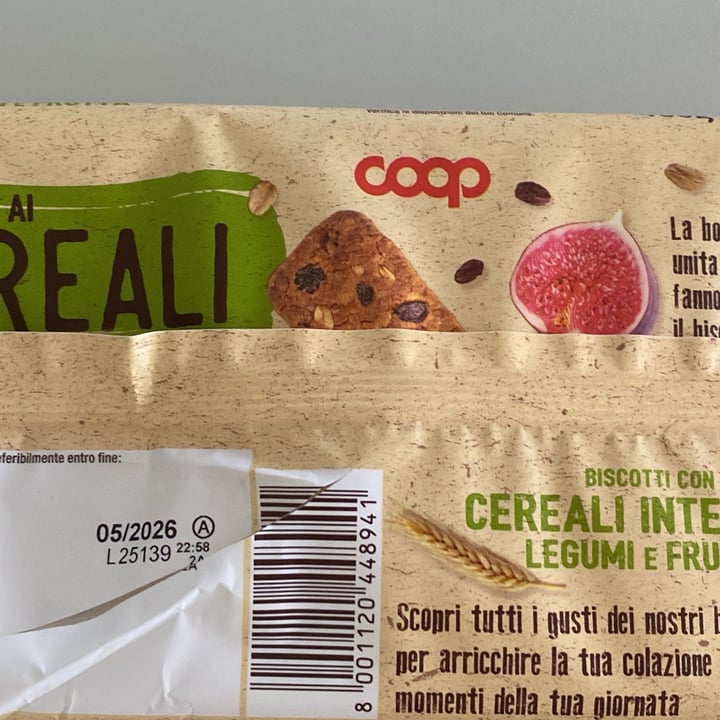 Verifica le disposizioni del tuo Comune.
coop
AI
REALI
La bo
unita
fanno
il bisc
eferibilmente entro fine:
05/2026 A
L25139 22:58
2A
8 001120 448941
BISCOTTI CON
CEREALI INTE
LEGUMI E FRU
Scopri tutti i gusti dei nostri b
per arricchire la tua colazione
momenti della tua giornata